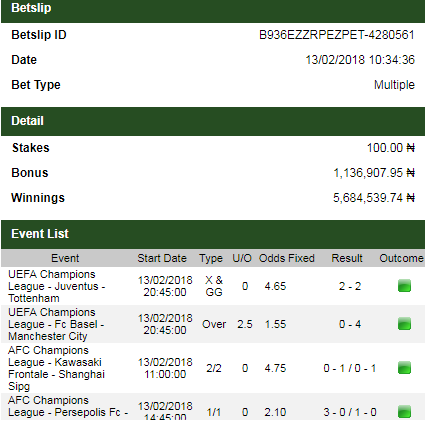 Betslip
Betslip ID B936EZZRPEZPET-4280561
Date 13/02/2018 10:34:36
Bet Type Multiple
Detail
Stakes 100.00 ₦
Bonus 1,136,907.95 ₦
Winnings 5,684,539.74 ₦
Event List
Event Start Date Type U/O Odds Fixed Result Outcome
UEFA Champions
League - Juventus -
Tottenham
13/02/2018
20:45:00
X &
GG
0 4.65 2 - 2
UEFA Champions
League - Fc Basel -
Manchester City
13/02/2018
20:45:00
Over 2.5 1.55 0 - 4
AFC Champions
League - Kawasaki
Frontale - Shanghai
Sipg
13/02/2018
11:00:00
2/2 0 4.75 0 - 1 / 0 - 1
AFC Champions
League - Persepolis Fc -
13/02/2018
14:45:00
1/1 0 2.10 3 - 0 / 1 - 0